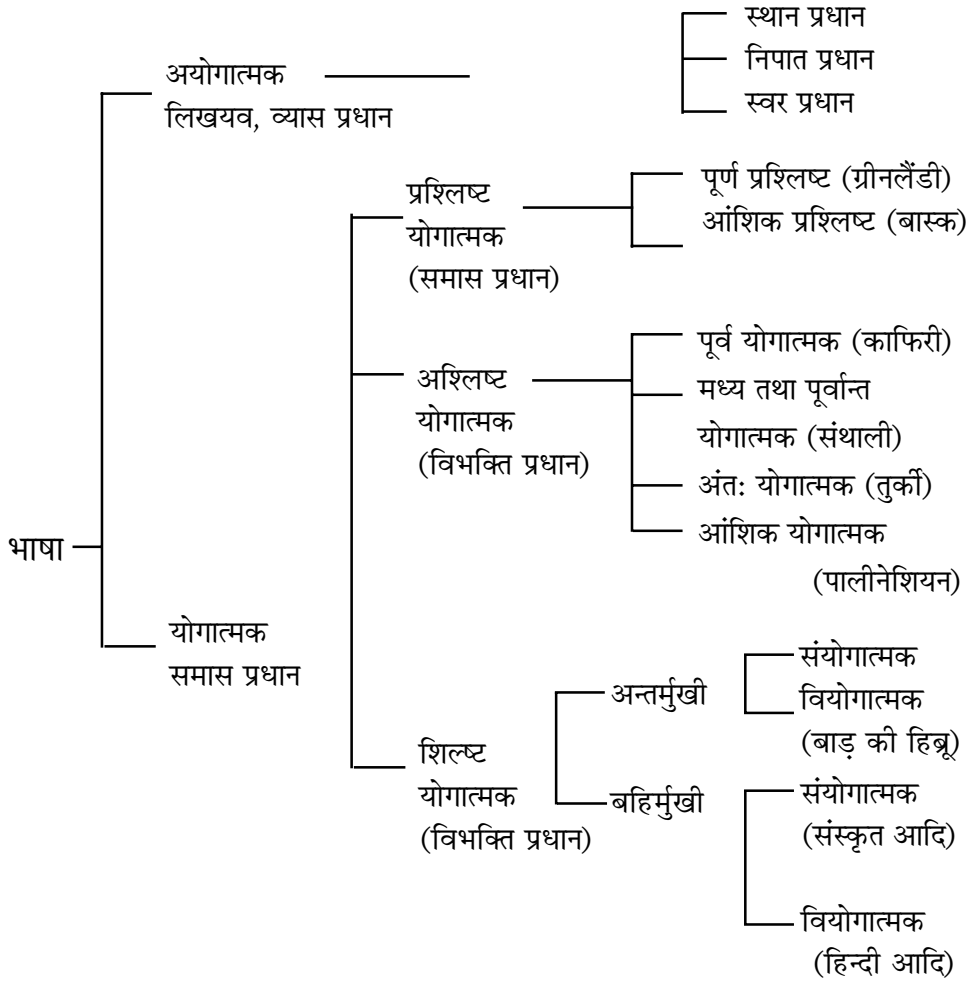 स्थान प्रधान
निपात प्रधान
स्वर प्रधान
अयोगात्मक
लिखयव, व्यास प्रधान
प्रश्लिष्ट
योगात्मक
(समास प्रधान)
पूर्ण प्रश्लिष्ट (ग्रीनलैंडी)
आंशिक प्रश्लिष्ट (बास्क)
अश्लिष्ट
योगात्मक
(विभक्ति प्रधान)
पूर्व योगात्मक (काफिरी)
मध्य तथा पूर्वान्त
योगात्मक (संथाली)
अंत: योगात्मक (तुर्की)
आंशिक योगात्मक
(पालीनेशियन)
भाषा
योगात्मक
समास प्रधान
शिल्ष्ट
योगात्मक
(विभक्ति प्रधान)
अन्तर्मुखी
संयोगात्मक
वियोगात्मक
(बाड़ की हिब्रू)
बहिर्मुखी
संयोगात्मक
(संस्कृत आदि)
वियोगात्मक
(हिन्दी आदि)